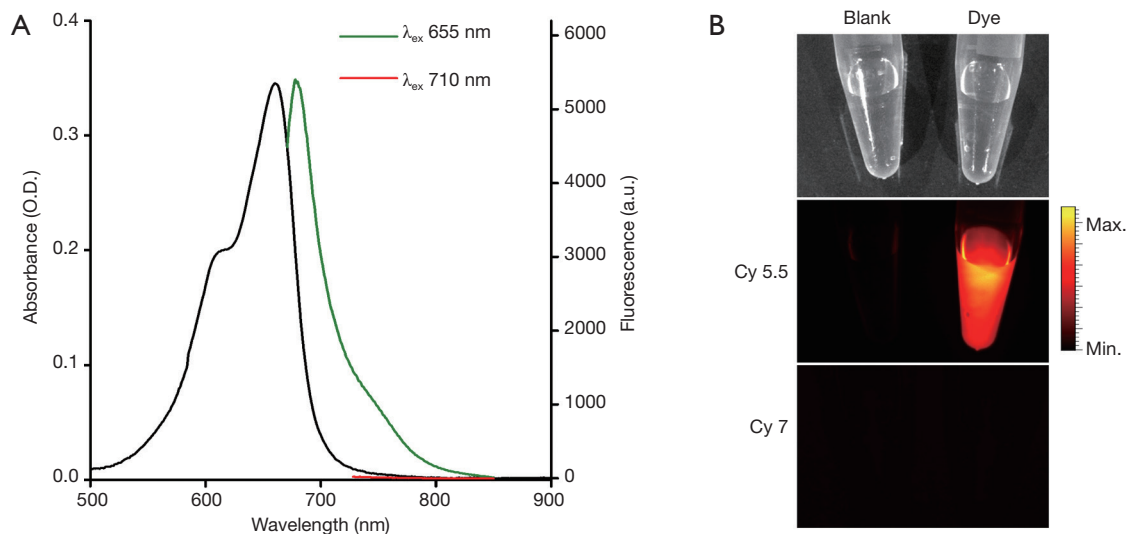 A
0.4
0.3
0.2
0.1
0.0
Absorbance (O.D.)
500
600
700
800
900
Wavelength (nm)
6000
5000
4000
3000
2000
1000
0
Fluorescence (a.u.)
λex 655 nm
λex 710 nm
B
Blank
Dye
Cy 5.5
Cy 7
Max.
Min.